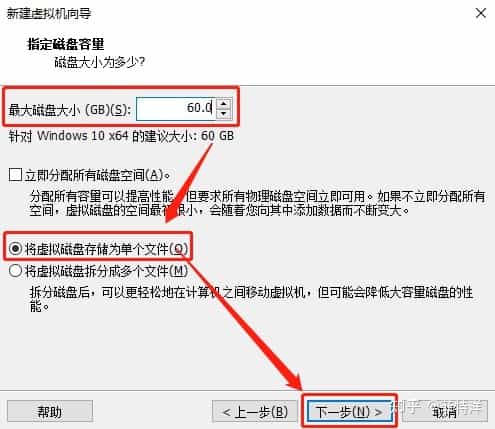 新建虚拟机向导
指定磁盘容量
磁盘大小为多少?
最大磁盘大小 (GB)(S): 60.0
针对 Windows 10 x64 的建议大小: 60 GB
立即分配所有磁盘空间(A)。
分配所有容量可以提高性能，但要求所有物理磁盘空间立即可用。如果不立即分配所有
空间，虚拟磁盘的空间最初很小，会随着您向其中添加数据而不断变大。
将虚拟磁盘存储为单个文件(O)
将虚拟磁盘拆分成多个文件(M)
拆分磁盘后，可以更轻松地在计算机之间移动虚拟机，但可能会降低大容量磁盘的性
能。
帮助 < 上一步(B) 下一步(N) > 取消
知乎